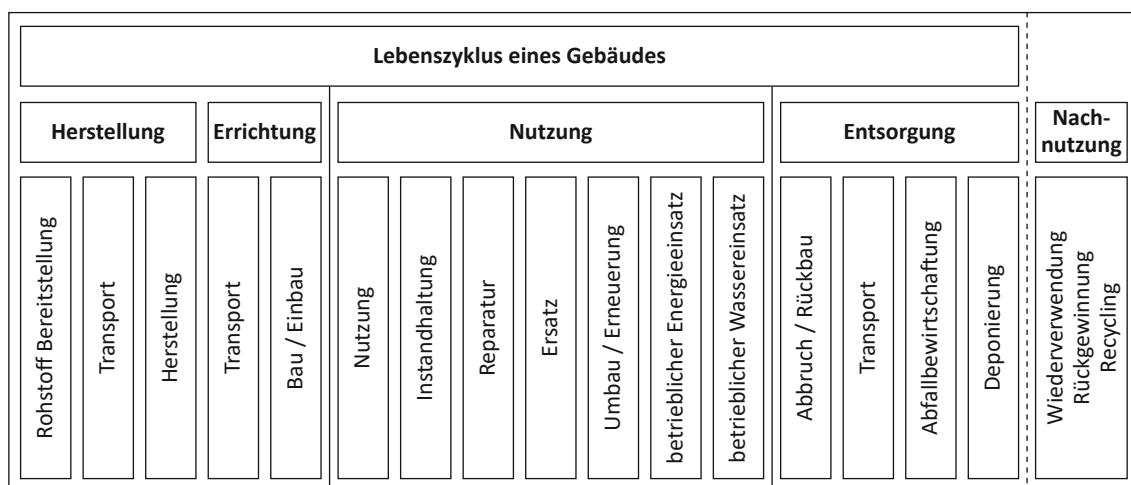 Lebenszyklus eines Gebäudes
Herstellung
Errichtung
Nutzung
Entsorgung
Nach-
nutzung
Rohstoff Bereitstellung
Transport
Herstellung
Transport
Bau / Einbau
Nutzung
Instandhaltung
Reparatur
Ersatz
Umbau / Erneuerung
betrieblicher Energieeinsatz
betrieblicher Wassereinsatz
Abbruch / Rückbau
Transport
Abfallbewirtschaftung
Deponierung
Wiederverwendung
Rückgewinnung
Recycling